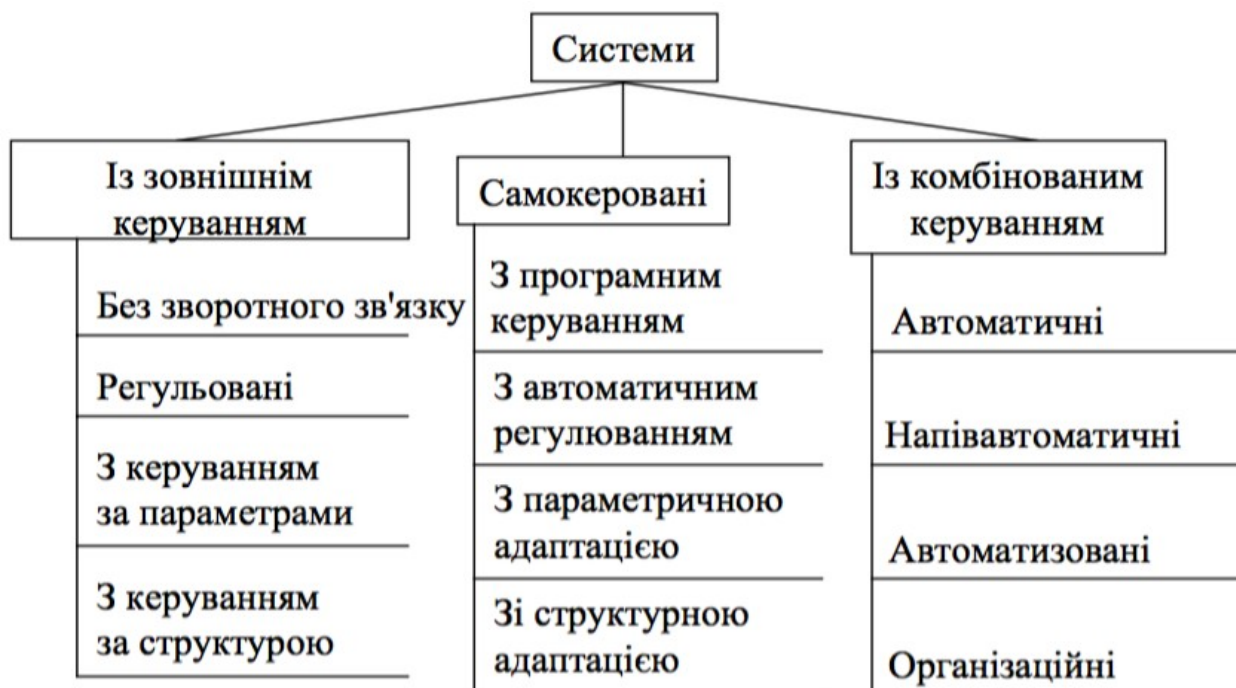 Системи
Із зовнішнім
керуванням
Без зворотного зв'язку
Регульовані
З керуванням
за параметрами
З керуванням
за структурою
Самокеровані
З програмним
керуванням
З автоматичним
регулюванням
З параметричною
адаптацією
Зі структурною
адаптацією
Із комбінованим
керуванням
Автоматичні
Напівавтоматичні
Автоматизовані
Організаційні